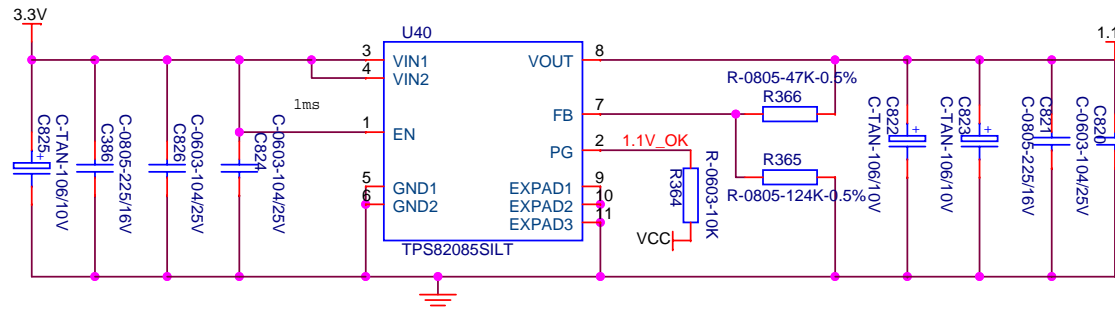 3.3V
U40
1.1
3
VIN1
VOUT
8
4
VIN2
R-0805-47K-0.5%
R366
1ms
FB
7
1
EN
PG
2
1.1V_OK
R365
R-0805-124K-0.5%
5
GND1
EXPAD1
9
6
GND2
EXPAD2
10
EXPAD3
11
VCC
TPS82085SILT
C825
C-TAN-106/10V
+
C386
C-0805-225/16V
C826
C-0603-104/25V
C824
C-0603-104/25V
R364
R-0603-10K
C822
C-TAN-106/10V
+
C823
C-TAN-106/10V
+
C821
C-0805-225/16V
C820
C-0603-104/25V